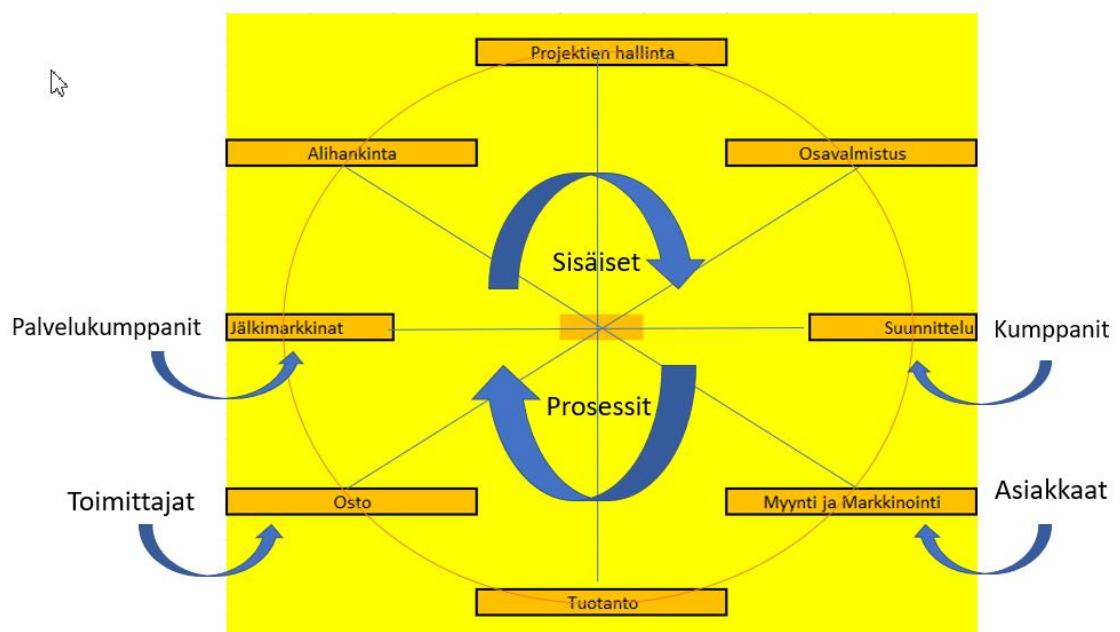 Projektien hallinta
Alihankinta
Osavalmistus
Sisäiset
Palvelukumppanit
Jälkimarkkinat
Suunnittelu
Kumppanit
Prosessit
Toimittajat
Osto
Myynti ja Markkinointi
Asiakkaat
Tuotanto